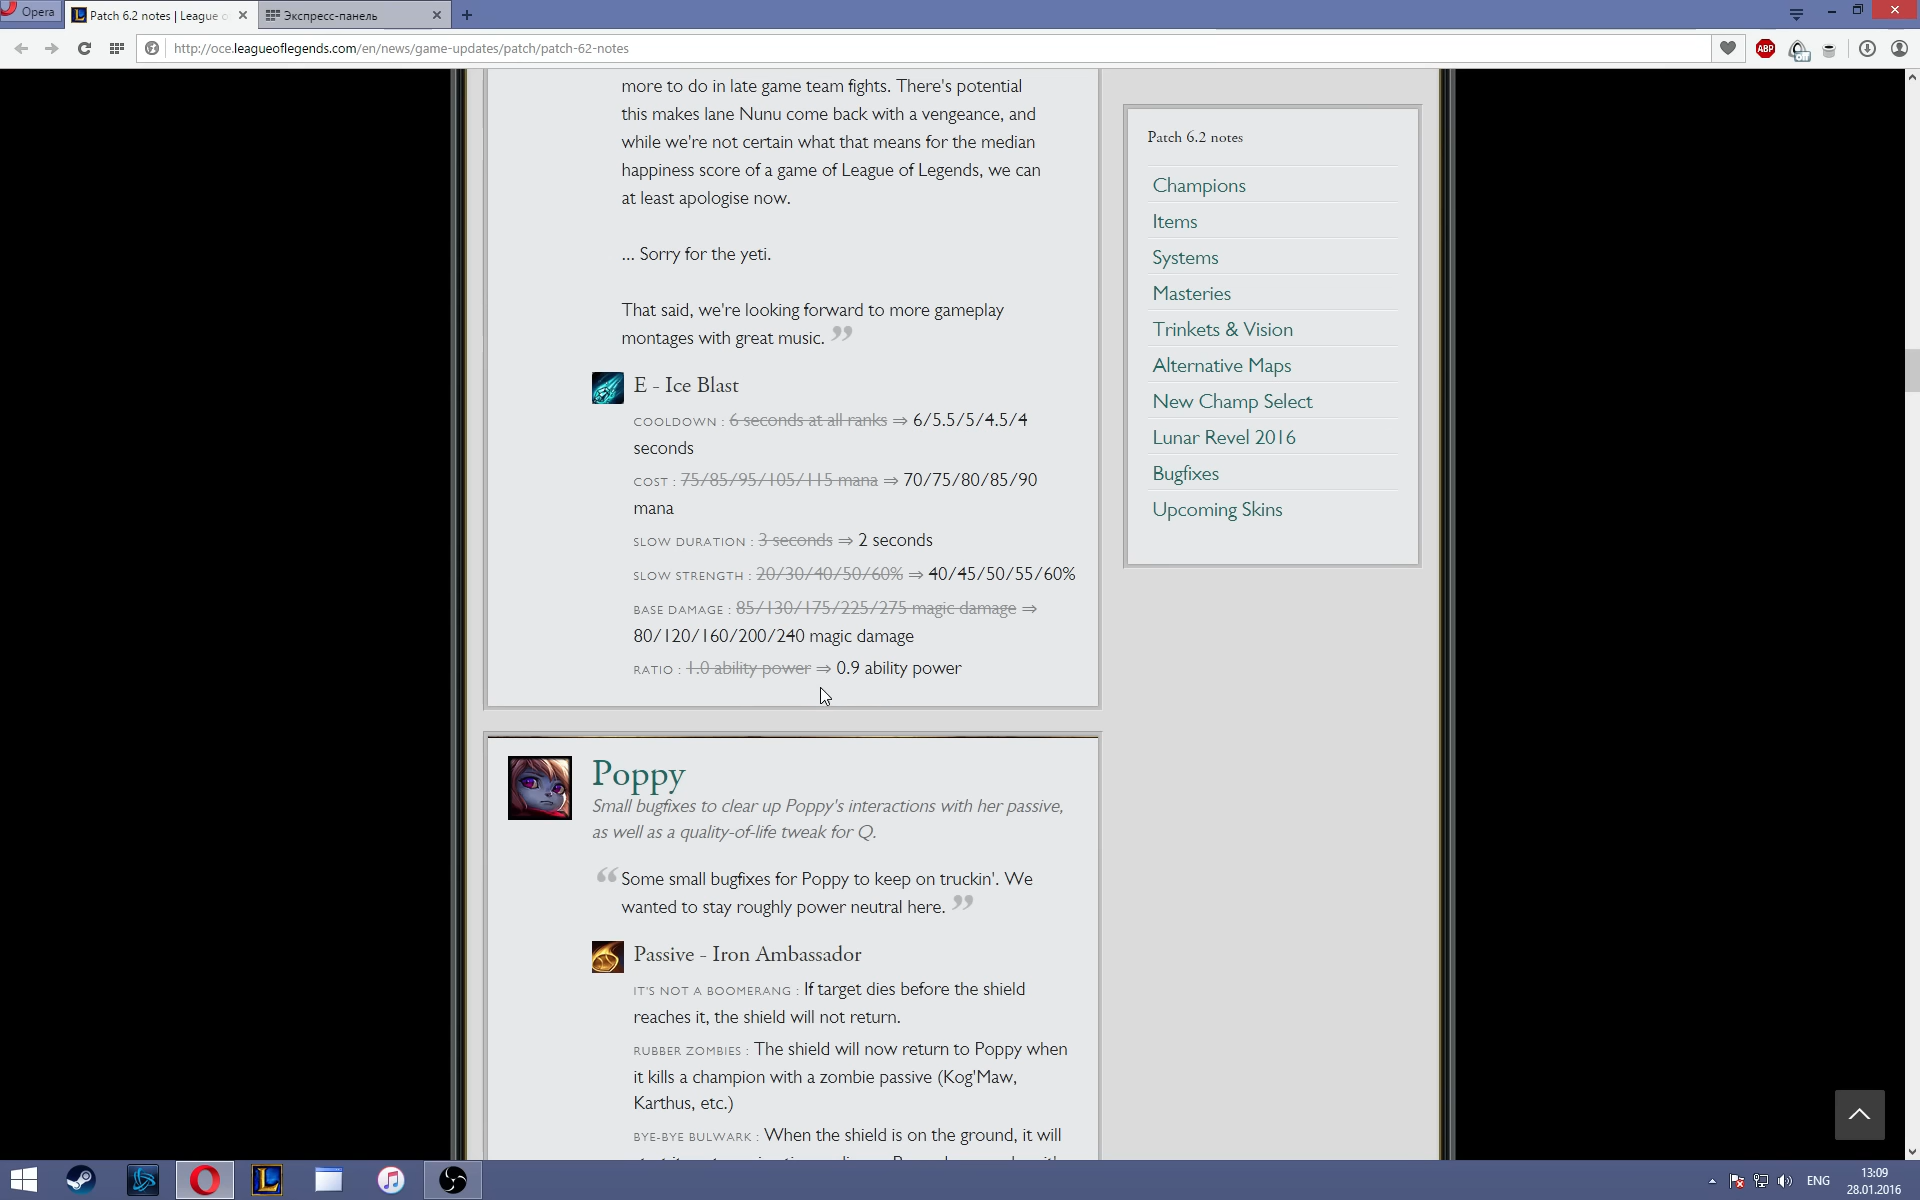 Opera
Patch 6.2 notes | League o
Экспресс-панель
http://oce.leagueoflegends.com/en/news/game-updates/patch/patch-62-notes
ABP
off
more to do in late game team fights. There's potential
this makes lane Nunu come back with a vengeance, and
while we're not certain what that means for the median
happiness score of a game of League of Legends, we can
at least apologise now.
... Sorry for the yeti.
That said, we're looking forward to more gameplay
montages with great music. ”
E - Ice Blast
COOLDOWN : 6 seconds at all ranks ⇒ 6/5.5/5/4.5/4
seconds
COST : 75/85/95/105/115 mana ⇒ 70/75/80/85/90
mana
SLOW DURATION : 3 seconds ⇒ 2 seconds
SLOW STRENGTH : 20/30/40/50/60% ⇒ 40/45/50/55/60%
BASE DAMAGE : 85/130/175/225/275 magic damage ⇒
80/120/160/200/240 magic damage
RATIO : 1.0 ability power ⇒ 0.9 ability power
Poppy
Small bugfixes to clear up Poppy's interactions with her passive,
as well as a quality-of-life tweak for Q.
“ Some small bugfixes for Poppy to keep on truckin'. We
wanted to stay roughly power neutral here. ”
Passive - Iron Ambassador
IT'S NOT A BOOMERANG : If target dies before the shield
reaches it, the shield will not return.
RUBBER ZOMBIES : The shield will now return to Poppy when
it kills a champion with a zombie passive (Kog'Maw,
Karthus, etc.)
BYE-BYE BULWARK : When the shield is on the ground, it will
Patch 6.2 notes
Champions
Items
Systems
Masteries
Trinkets & Vision
Alternative Maps
New Champ Select
Lunar Revel 2016
Bugfixes
Upcoming Skins
ENG
13:09
28.01.2016